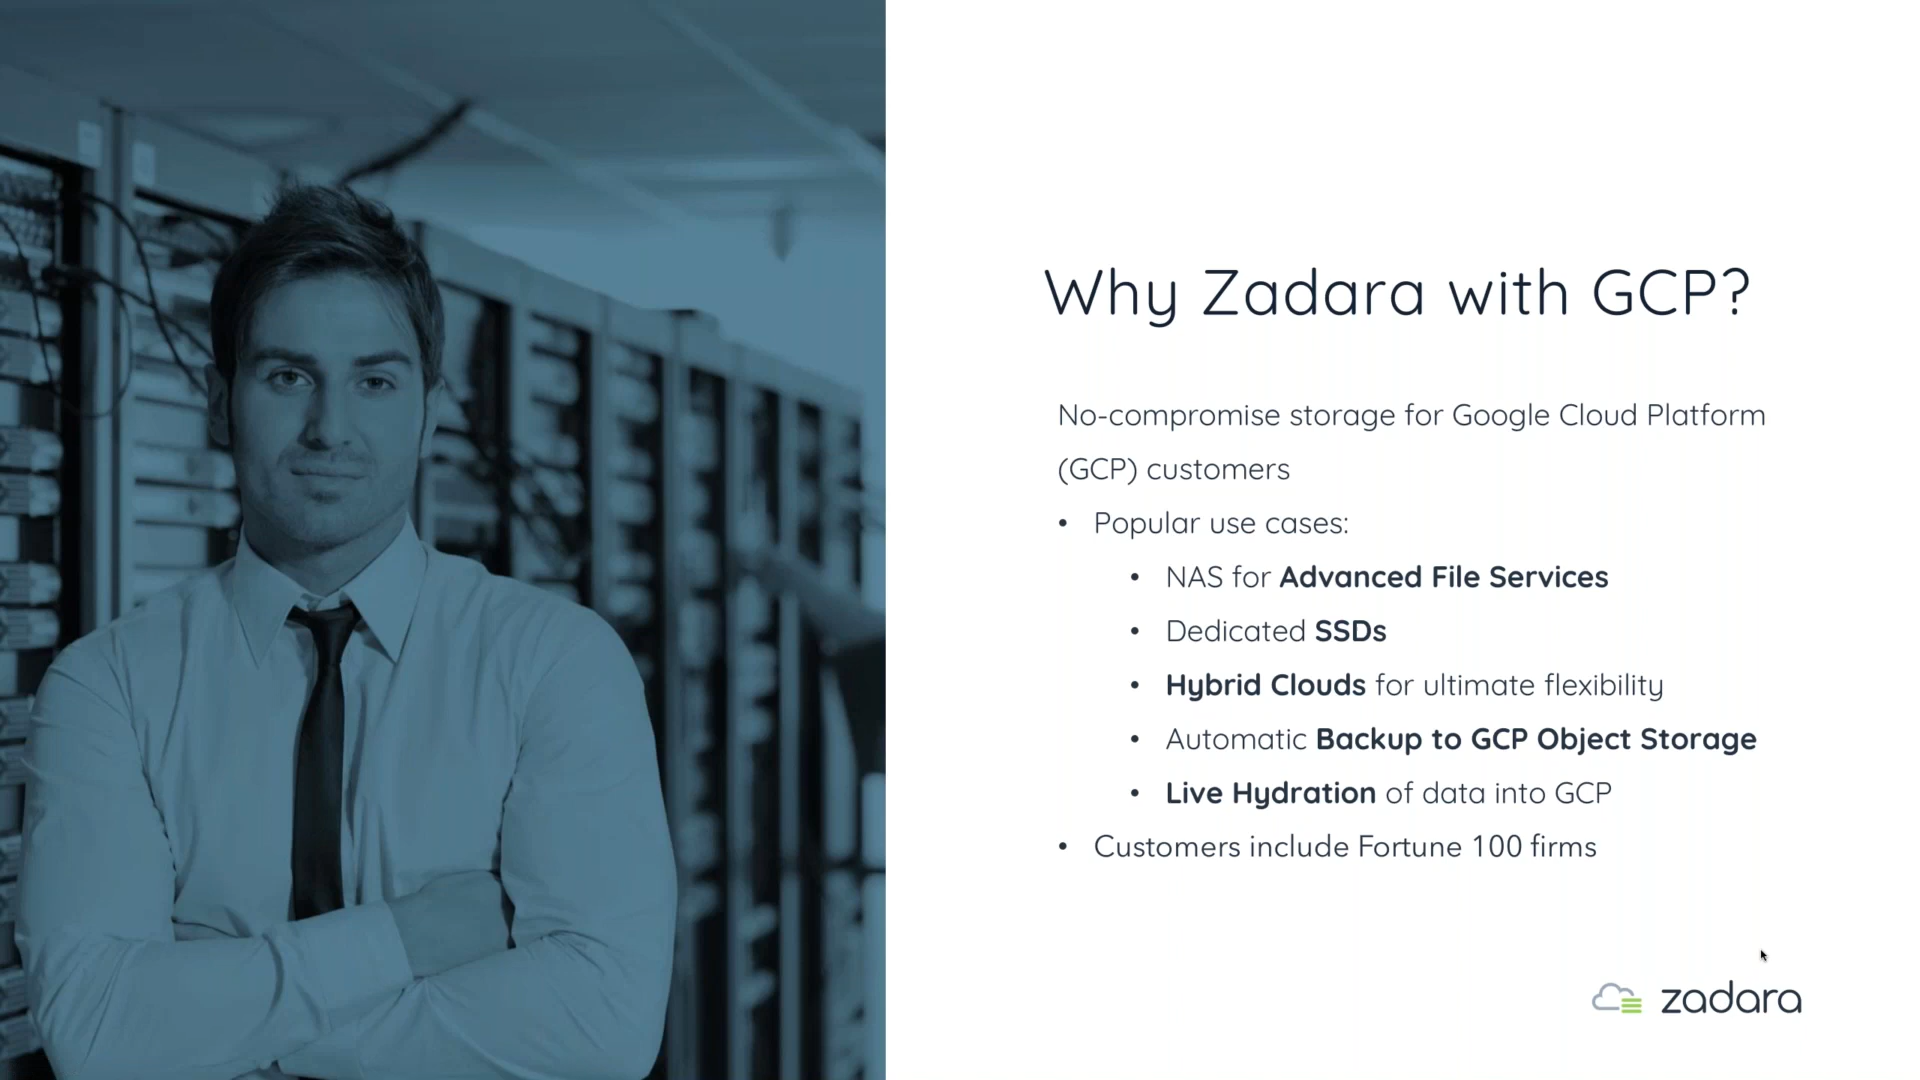 Why Zadara with GCP?
No-compromise storage for Google Cloud Platform
(GCP) customers
• Popular use cases:
• NAS for Advanced File Services
• Dedicated SSDs
• Hybrid Clouds for ultimate flexibility
• Automatic Backup to GCP Object Storage
• Live Hydration of data into GCP
• Customers include Fortune 100 firms
zadara